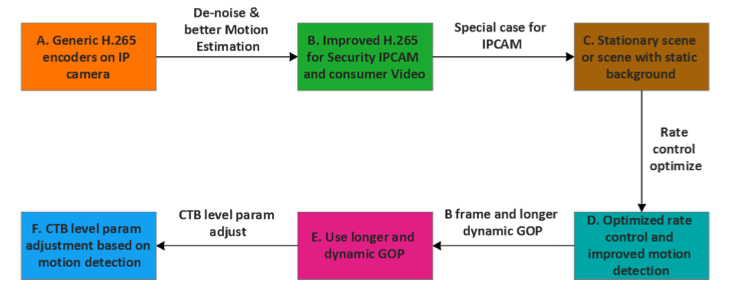 De-noise &
better Motion
Estimation
Special case for
IPCAM
A. Generic H.265
encoders on IP
camera
B. Improved H.265
for Security IPCAM
and consumer Video
C. Stationary scene
or scene with static
background
Rate
control
optimize
CTB level param
adjust
B frame and longer
dynamic GOP
F. CTB level param
adjustment based on
motion detection
E. Use longer and
dynamic GOP
D. Optimized rate
control and
improved motion
detection